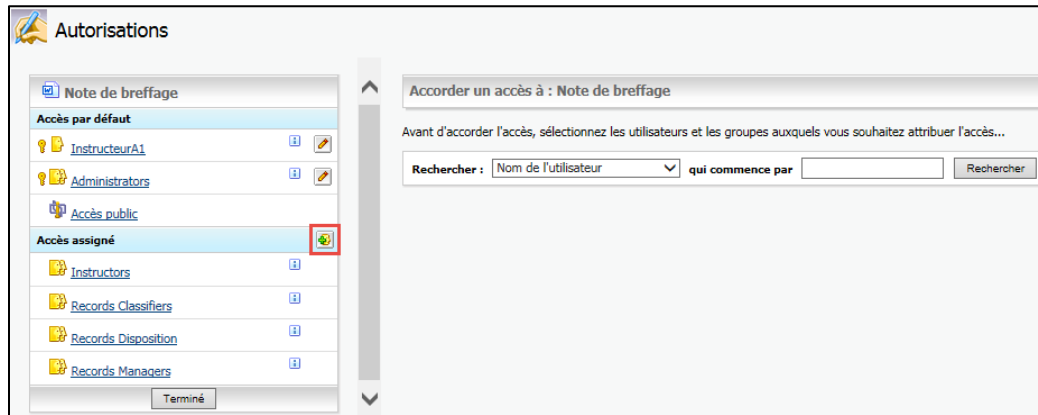 Autorisations
Note de breffage
Accès par défaut
InstructeurA1
Administrators
Accès public
Accès assigné
Instructors
Records Classifiers
Records Disposition
Records Managers
Terminé
Accorder un accès à : Note de breffage
Avant d'accorder l'accès, sélectionnez les utilisateurs et les groupes auxquels vous souhaitez attribuer l'accès...
Rechercher : Nom de l'utilisateur qui commence par Rechercher